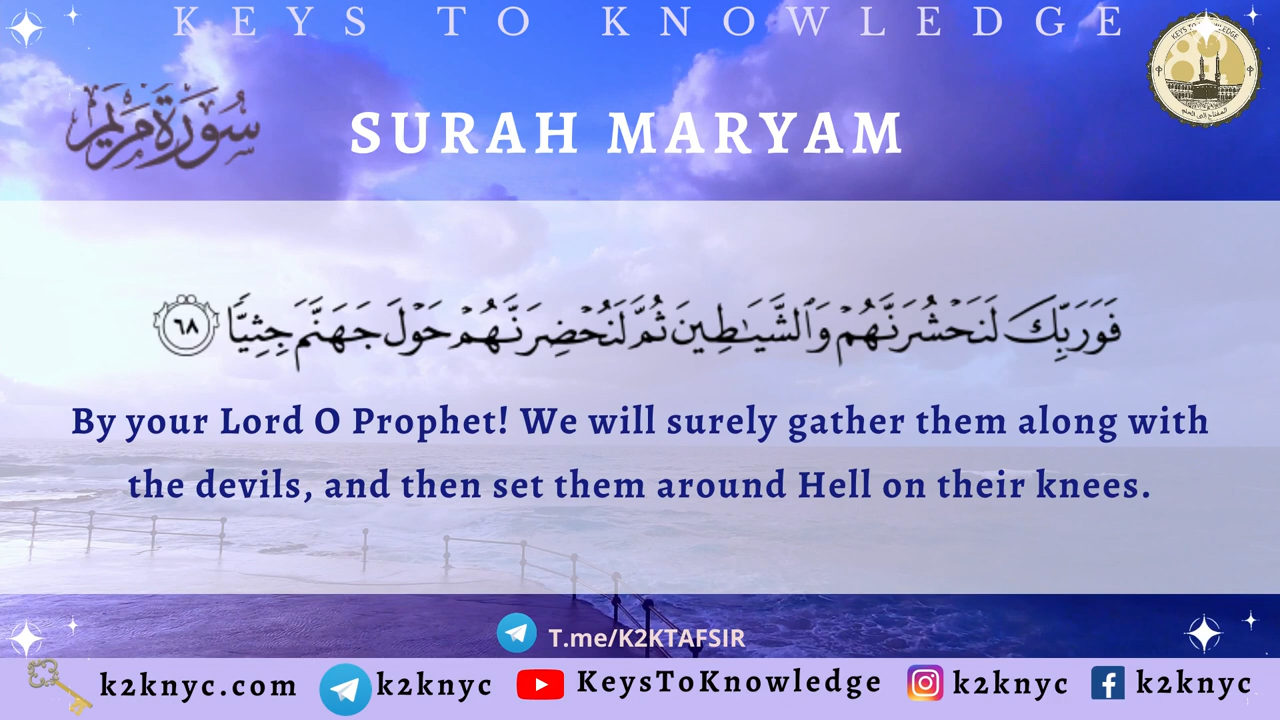 KEYS TO KNOWLEDGE
سُورَةُ مَرْيَم
SURAH MARYAM
فَوَرَبِّكَ لَنَحْشُرَنَّهُمْ وَٱلشَّيَـٰطِينَ ثُمَّ لَنُحْضِرَنَّهُمْ حَوْلَ جَهَنَّمَ جِثِيًّا ٦٨
By your Lord O Prophet! We will surely gather them along with
the devils, and then set them around Hell on their knees.
T.me/K2KTAFSIR
k2knyc.com k2knyc KeysToKnowledge k2knyc k2knyc